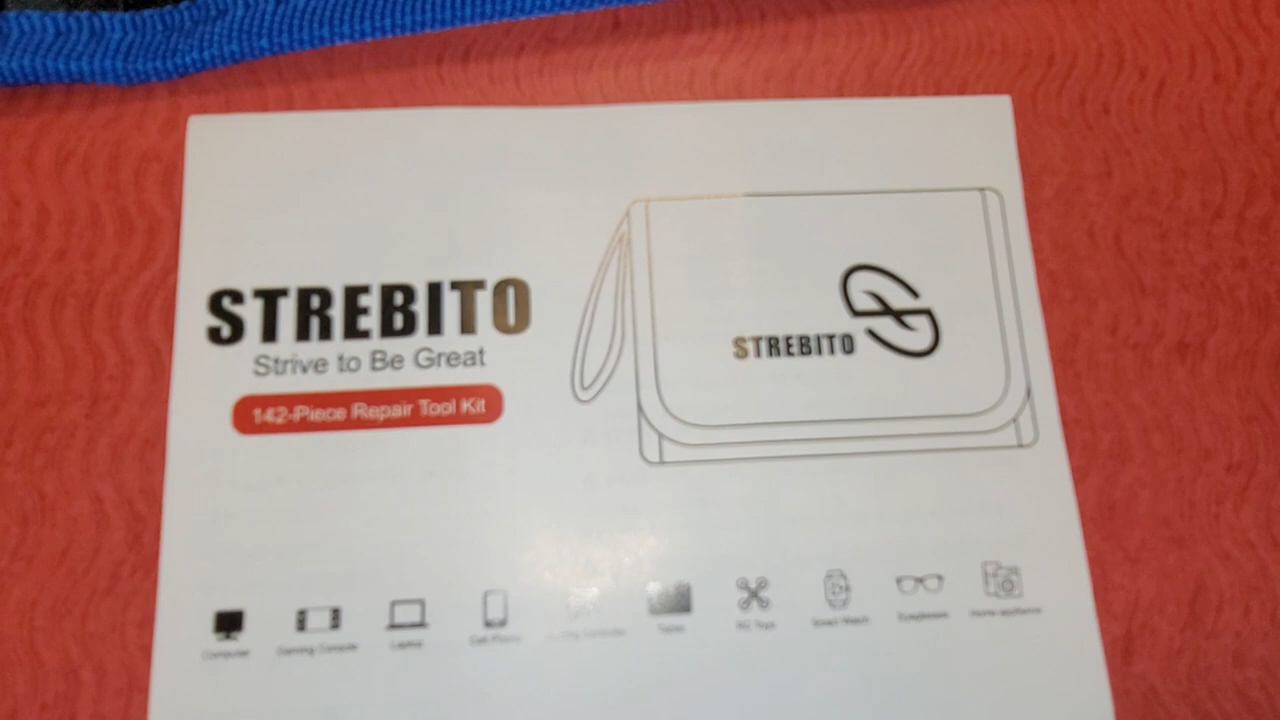 STREBITO
Strive to Be Great
142-Piece Repair Tool Kit
STREBITO
Computer
Gaming Console
Laptop
Cell Phone
Tablet
RC Toys
Smart Watch
Eyeglasses
Home appliance